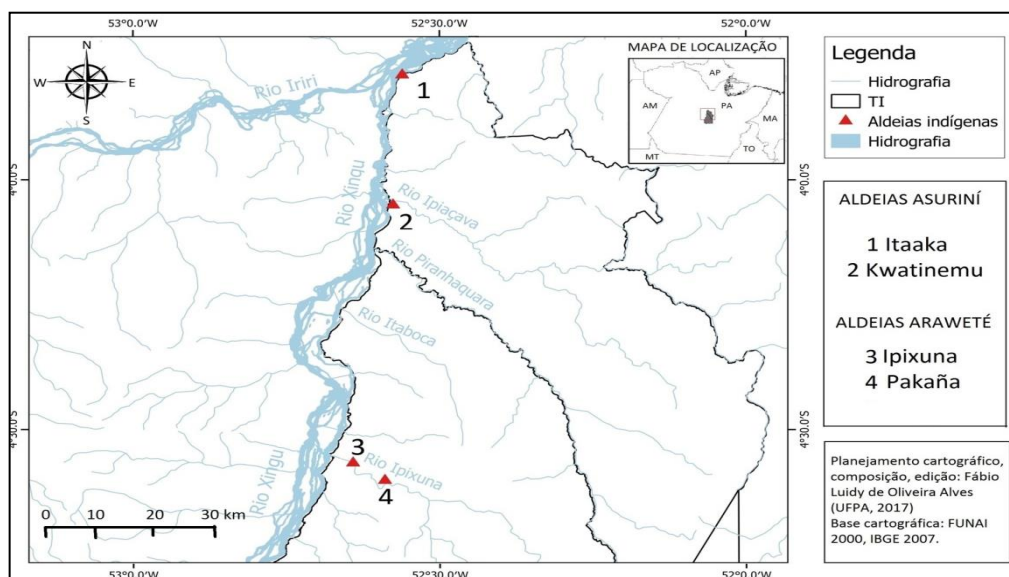 53°0.0'W
52°30.0'W
52°0.0'W
N
W
E
S
Rio Iriri
1
MAPA DE LOCALIZAÇÃO
AP
AM
PA
MA
TO
MT
4°0.0'S
4°0.0'S
Rio Xingu
Rio Ipiaçava
2
Rio Piranhaquara
Rio Itaboca
4°30.0'S
4°30.0'S
3
Rio Ipixuna
4
Rio Xingu
0 10 20 30 km
53°0.0'W
52°30.0'W
52°0.0'W
Legenda
Hidrografia
TI
Aldeias indígenas
Hidrografia
ALDEIAS ASURINÍ
1 Itaaka
2 Kwatinemu
ALDEIAS ARAWETÉ
3 Ipixuna
4 Pakaña
Planejamento cartográfico,
composição, edição: Fábio
Luidy de Oliveira Alves
(UFPA, 2017)
Base cartográfica: FUNAI
2000, IBGE 2007.